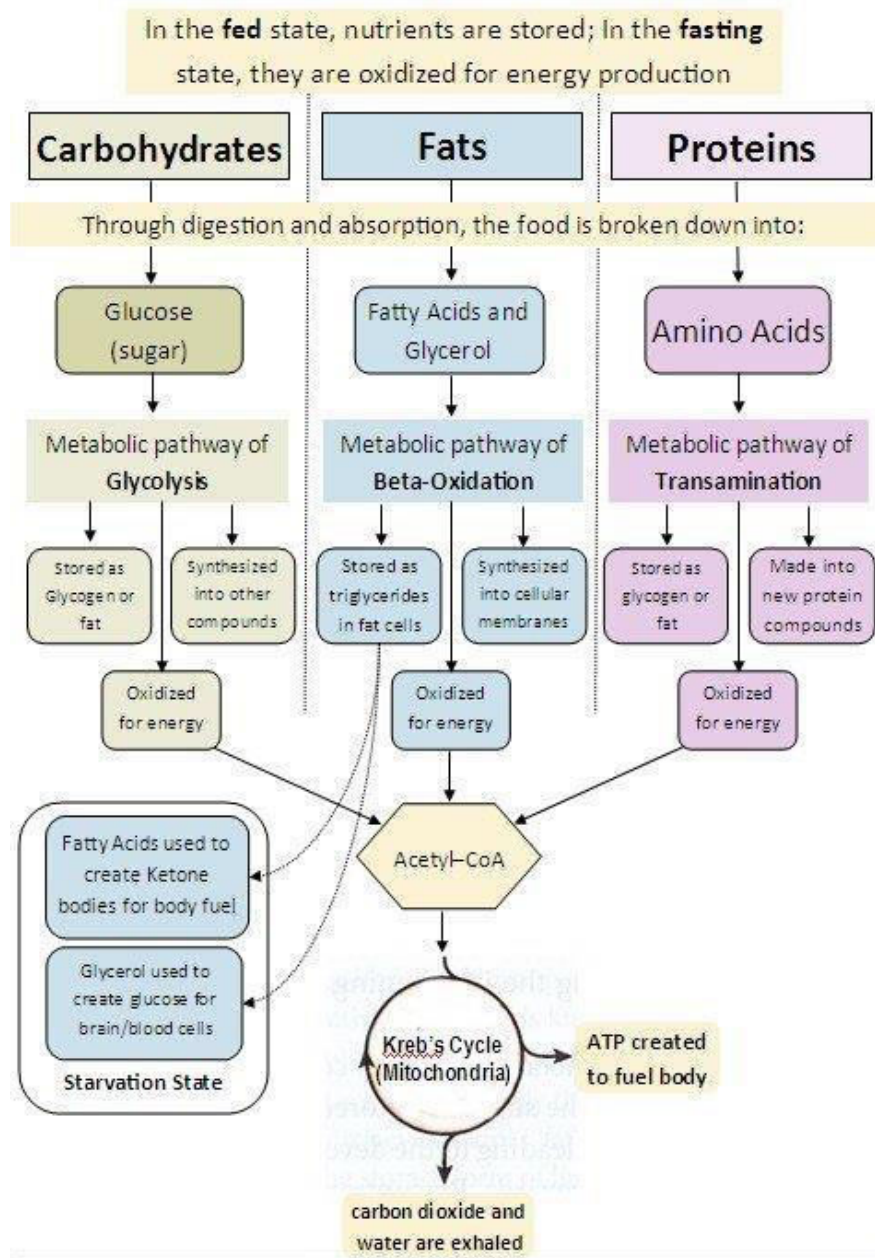 In the fed state, nutrients are stored; In the fasting
state, they are oxidized for energy production
Carbohydrates
Fats
Proteins
Through digestion and absorption, the food is broken down into:
Glucose
(sugar)
Fatty Acids and
Glycerol
Amino Acids
Metabolic pathway of
Glycolysis
Metabolic pathway of
Beta-Oxidation
Metabolic pathway of
Transamination
Stored as
Glycogen or
fat
Synthesized
into other
compounds
Stored as
triglycerides
in fat cells
Synthesized
into cellular
membranes
Stored as
glycogen or
fat
Made into
new protein
compounds
Oxidized
for energy
Oxidized
for energy
Oxidized
for energy
Acetyl-CoA
Fatty Acids used to
create Ketone
bodies for body fuel
Glycerol used to
create glucose for
brain/blood cells
Starvation State
Kreb's Cycle
(Mitochondria)
ATP created
to fuel body
carbon dioxide and
water are exhaled